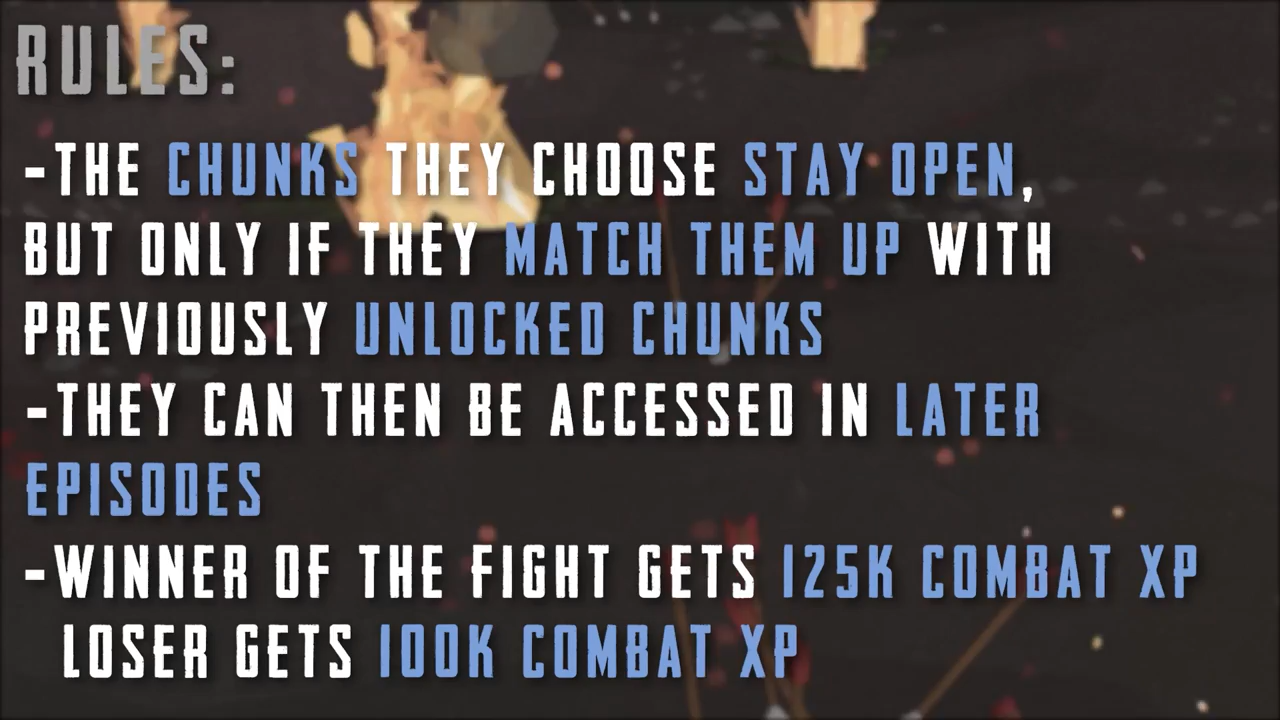 RULES:
-THE CHUNKS THEY CHOOSE STAY OPEN,
BUT ONLY IF THEY MATCH THEM UP WITH
PREVIOUSLY UNLOCKED CHUNKS
-THEY CAN THEN BE ACCESSED IN LATER
EPISODES
-WINNER OF THE FIGHT GETS 125K COMBAT XP
LOSER GETS 100K COMBAT XP